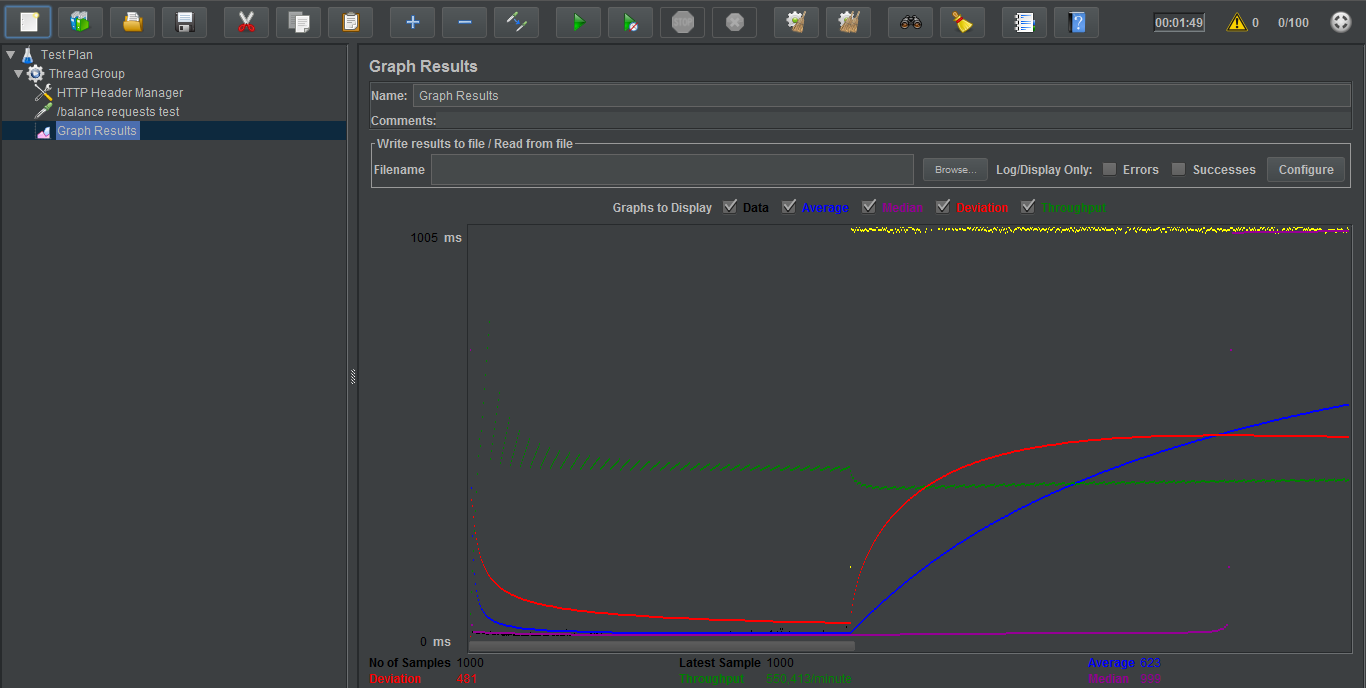 STOP 00:01:49 0 0/100
Test Plan
Thread Group
HTTP Header Manager
/balance requests test
Graph Results
Graph Results
Name: Graph Results
Comments:
Write results to file / Read from file
Filename Browse... Log/Display Only: Errors Successes Configure
Graphs to Display Data Average Median Deviation Throughput
1005 ms
0 ms
No of Samples 1000 Latest Sample 1000 Average 623
Deviation 481 Throughput 550,413/minute Median 999